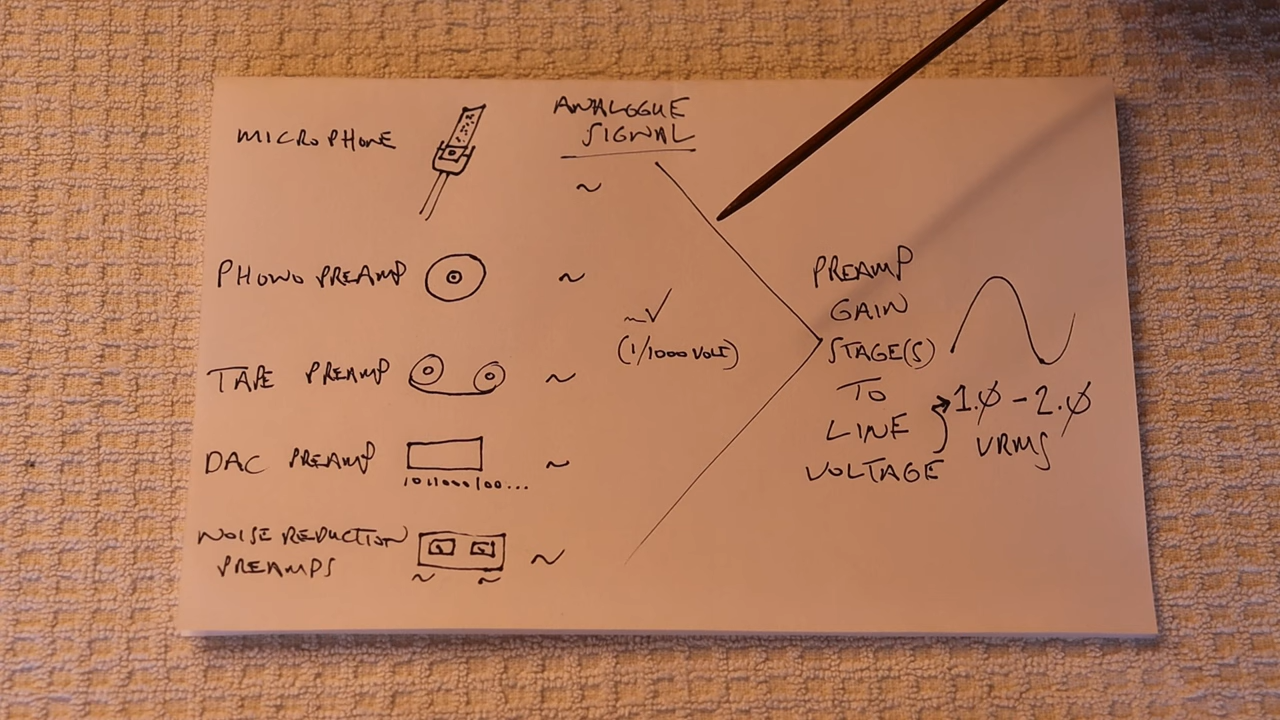 MICROPHONE
ANALOGUE
SIGNAL
~
PHONO PREAMP
~
mV
(1/1000 VOLT)
TAPE PREAMP
~
DAC PREAMP
1011000100...
~
NOISE REDUCTION
PREAMPS
~
PREAMP
GAIN
STAGE(S)
TO
LINE
VOLTAGE
1.0 - 2.0
VRMS